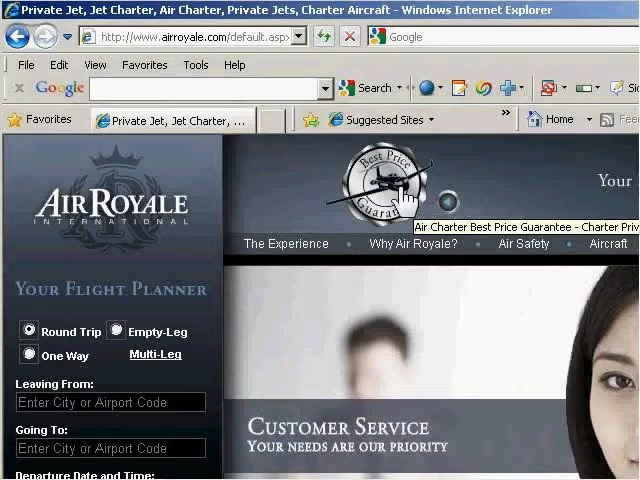 Private Jet, Jet Charter, Air Charter, Private Jets, Charter Aircraft - Windows Internet Explorer
http://www.airroyale.com/default.asp
Google
File Edit View Favorites Tools Help
x Google Search
Favorites Private Jet, Jet Charter, ... Suggested Sites Home Fee
AIR ROYALE
INTERNATIONAL
Best Price
Guaran
Your
Air Charter Best Price Guarantee - Charter Priv
The Experience • Why Air Royale? • Air Safety • Aircraft
YOUR FLIGHT PLANNER
Round Trip Empty-Leg
One Way Multi-Leg
Leaving From:
Enter City or Airport Code
Going To:
Enter City or Airport Code
Departure Date and Time:
CUSTOMER SERVICE
YOUR NEEDS ARE OUR PRIORITY